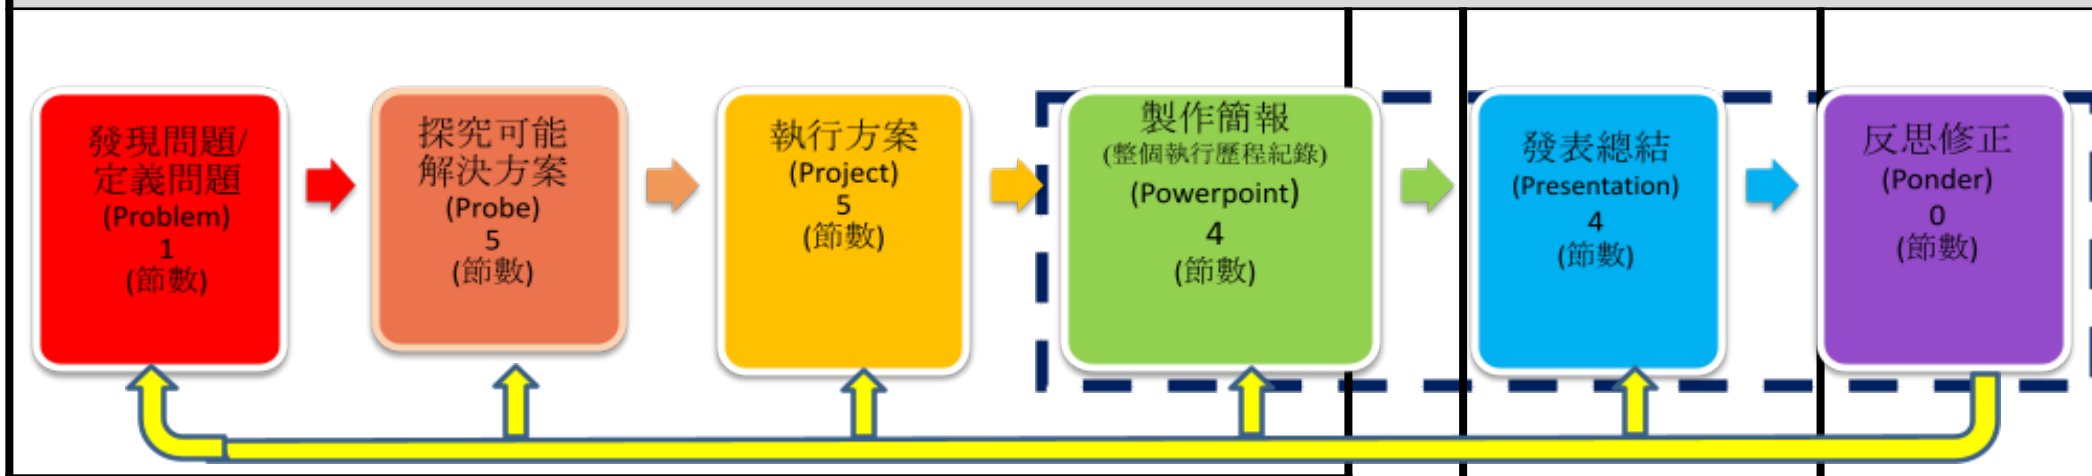 發現問題/
定義問題
(Problem)
1
(節數)
探究可能
解決方案
(Probe)
5
(節數)
執行方案
(Project)
5
(節數)
製作簡報
(整個執行歷程紀錄)
(Powerpoint)
4
(節數)
發表總結
(Presentation)
4
(節數)
反思修正
(Ponder)
0
(節數)